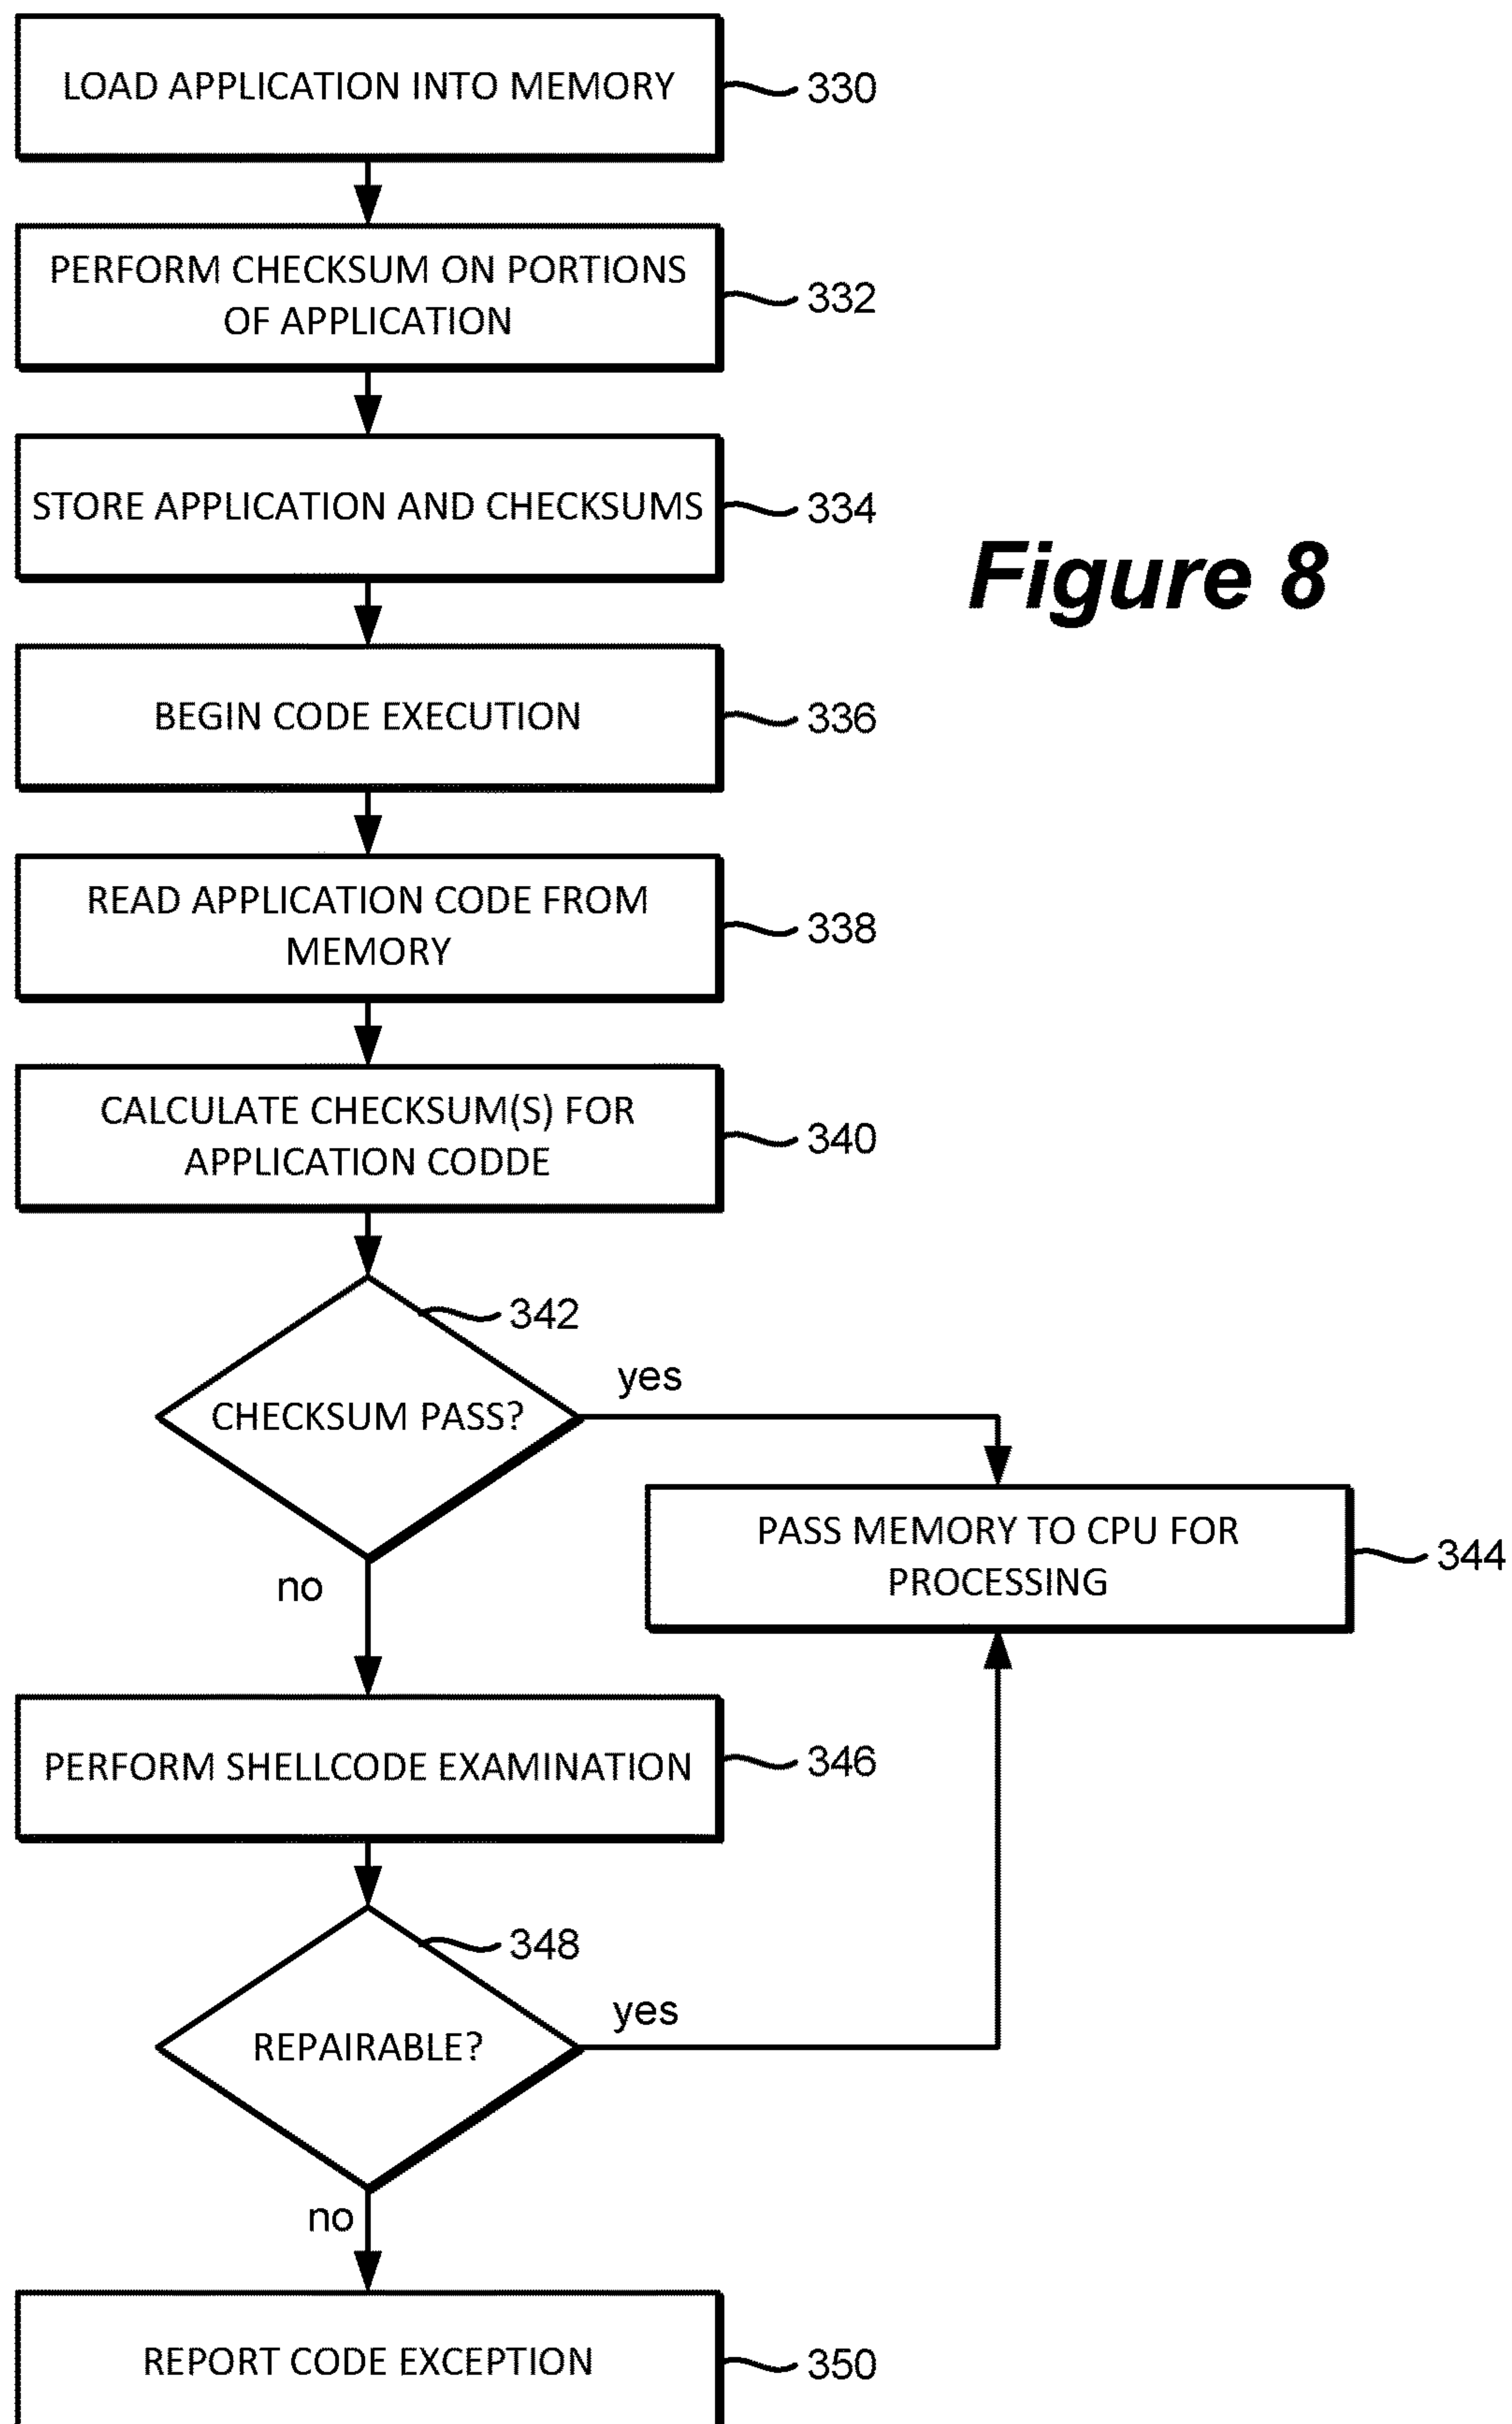 LOAD APPLICATION INTO MEMORY
330
PERFORM CHECKSUM ON PORTIONS
OF APPLICATION
332
STORE APPLICATION AND CHECKSUMS
334
Figure 8
BEGIN CODE EXECUTION
336
READ APPLICATION CODE FROM
MEMORY
338
CALCULATE CHECKSUM(S) FOR
APPLICATION CODDE
340
342
CHECKSUM PASS?
yes
no
PASS MEMORY TO CPU FOR
PROCESSING
344
PERFORM SHELLCODE EXAMINATION
346
348
REPAIRABLE?
yes
no
REPORT CODE EXCEPTION
350